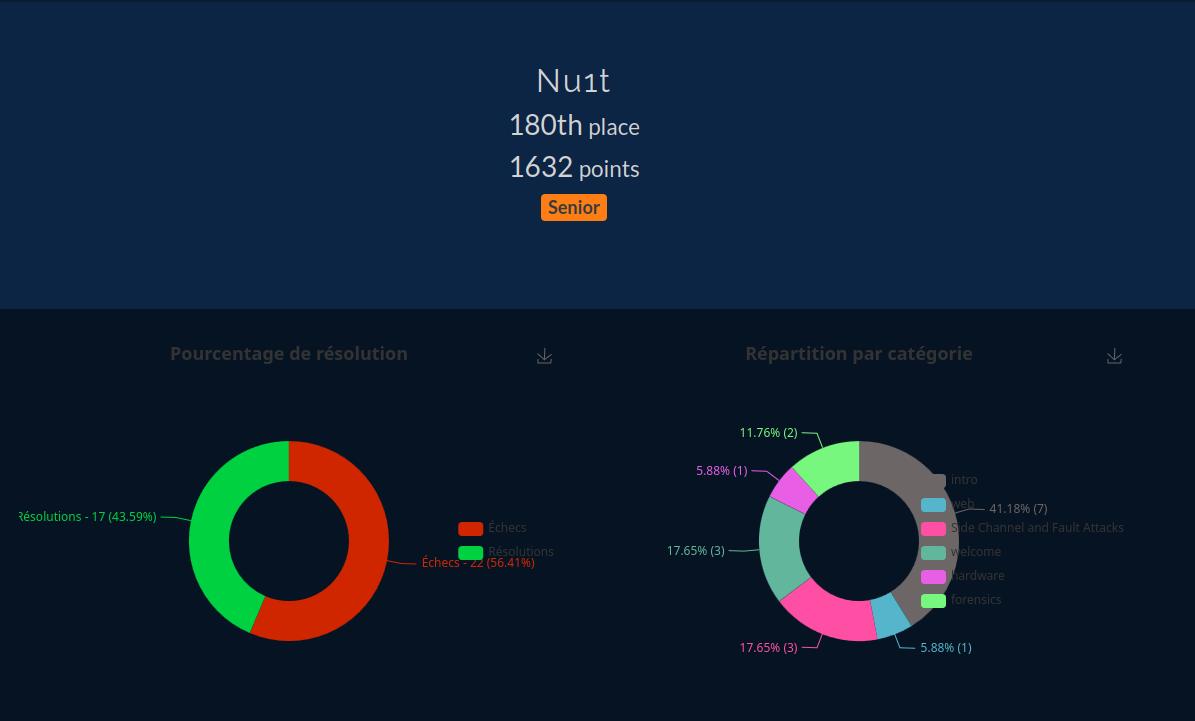 Nu1t
180th place
1632 points
Senior
Pourcentage de résolution
Résolutions - 17 (43.59%)
Échecs - 22 (56.41%)
Échecs
Résolutions
Répartition par catégorie
11.76% (2)
5.88% (1)
17.65% (3)
17.65% (3)
5.88% (1)
41.18% (7)
intro
web
Side Channel and Fault Attacks
welcome
hardware
forensics